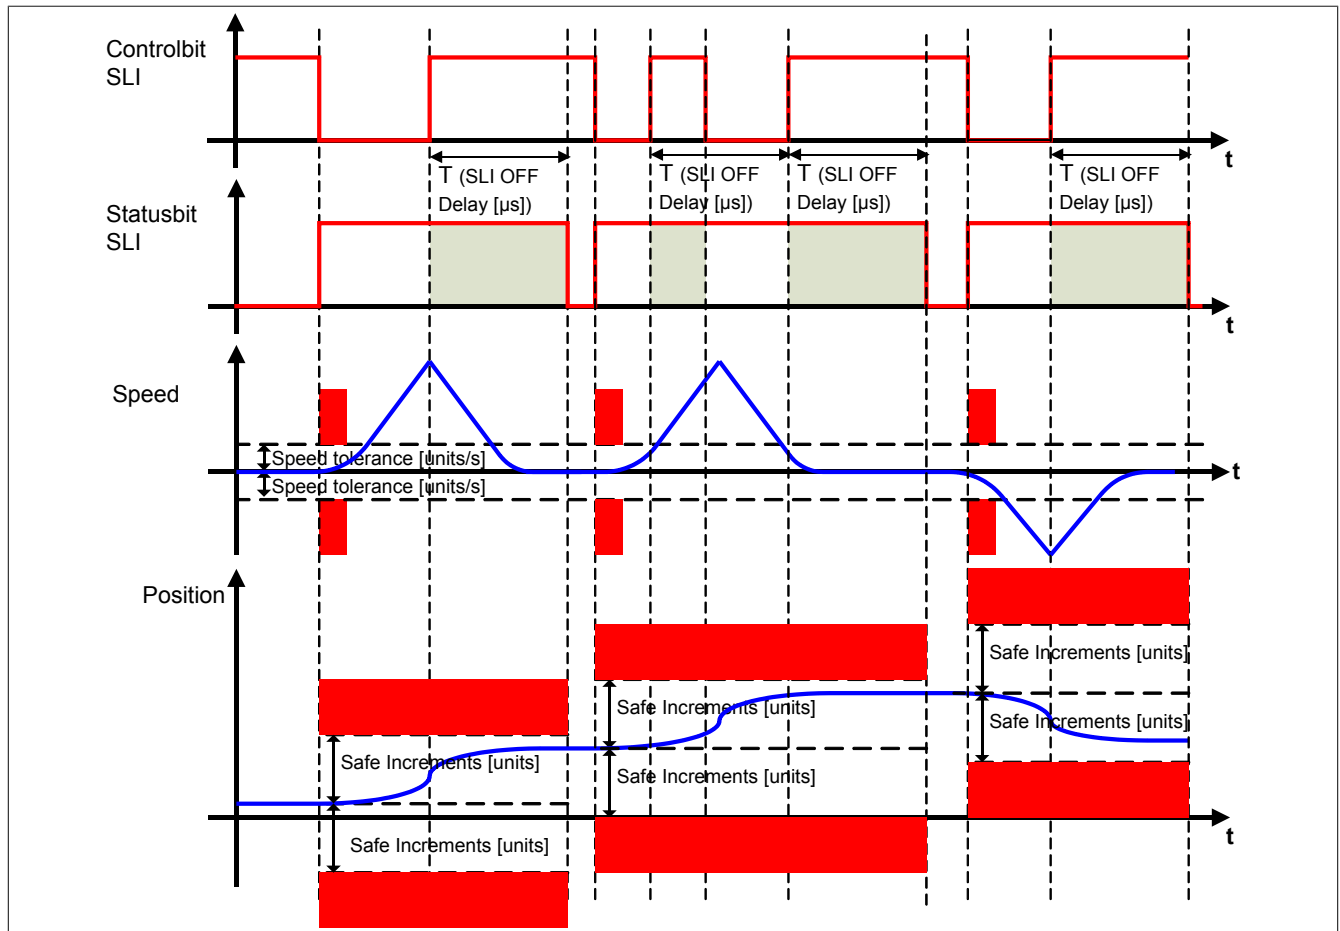 Controlbit
SLI
t
T (SLI OFF
Delay [µs])
T (SLI OFF
Delay [µs])
T (SLI OFF
Delay [µs])
T (SLI OFF
Delay [µs])
Statusbit
SLI
t
Speed
Speed tolerance [units/s]
Speed tolerance [units/s]
t
Position
Safe Increments [units]
Safe Increments [units]
Safe Increments [units]
Safe Increments [units]
Safe Increments [units]
Safe Increments [units]
t